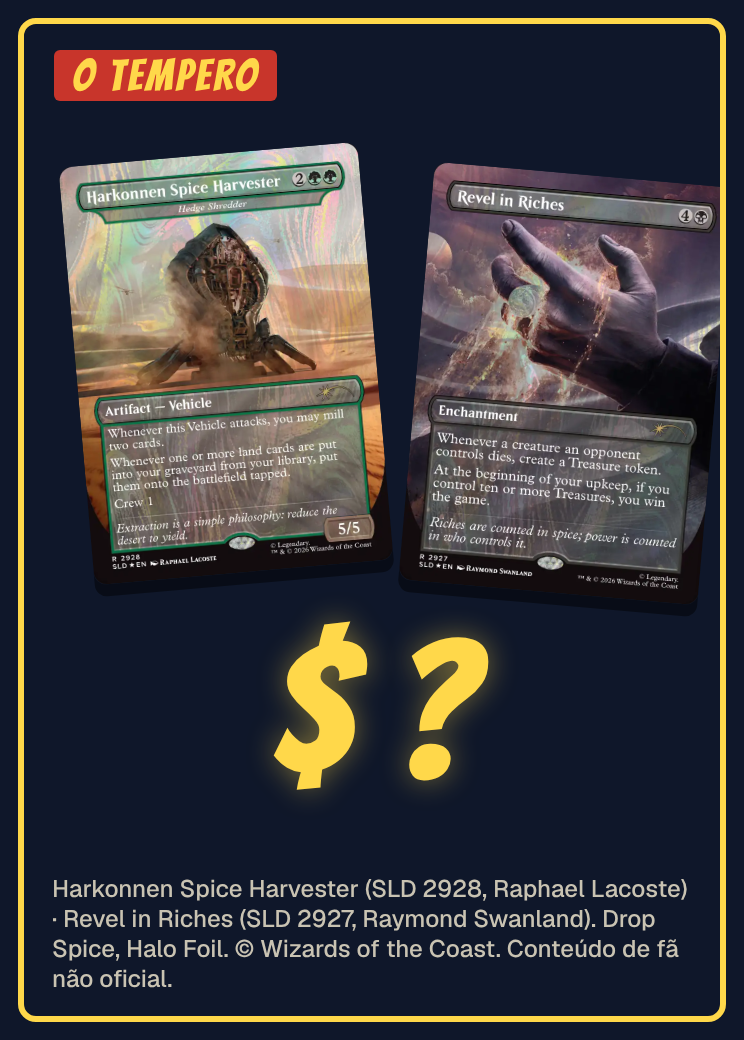 O TEMPERO
Harkonnen Spice Harvester 2
Hedge Shredder
Artifact — Vehicle
Whenever this Vehicle attacks, you may mill
two cards.
Whenever one or more land cards are put
into your graveyard from your library, put
them onto the battlefield tapped.
Crew 1
Extraction is a simple philosophy: reduce the
desert to yield.
5/5
R 2928
SLD ★ EN RAPHAEL LACOSTE
© Legendary.
™ & © 2026 Wizards of the Coast
Revel in Riches 4
Enchantment
Whenever a creature an opponent
controls dies, create a Treasure token.
At the beginning of your upkeep, if you
control ten or more Treasures, you win
the game.
Riches are counted in spice; power is counted
in who controls it.
R 2927
SLD ★ EN RAYMOND SWANLAND
© Legendary.
™ & © 2026 Wizards of the Coast
$ ?
Harkonnen Spice Harvester (SLD 2928, Raphael Lacoste)
· Revel in Riches (SLD 2927, Raymond Swanland). Drop
Spice, Halo Foil. © Wizards of the Coast. Conteúdo de fã
não oficial.